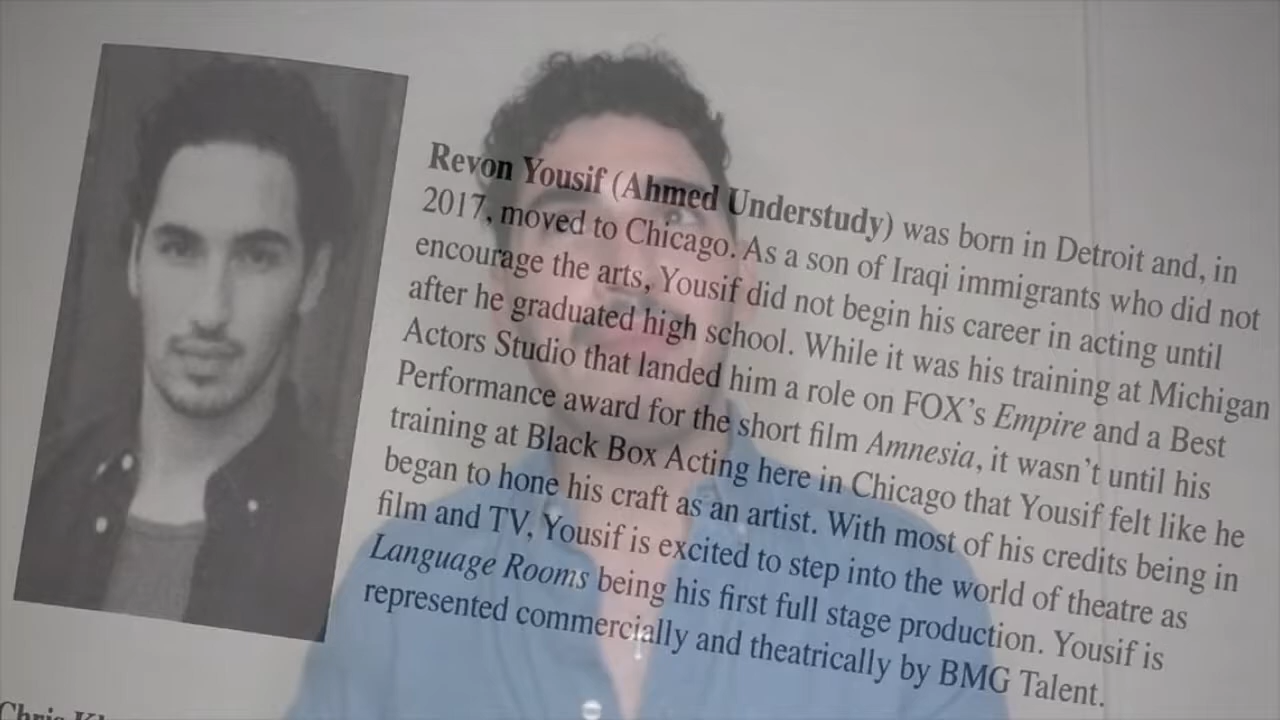 Revon Yousif (Ahmed Understudy) was born in Detroit and, in
2017, moved to Chicago. As a son of Iraqi immigrants who did not
encourage the arts, Yousif did not begin his career in acting until
after he graduated high school. While it was his training at Michigan
Actors Studio that landed him a role on FOX's Empire and a Best
Performance award for the short film Amnesia, it wasn't until his
training at Black Box Acting here in Chicago that Yousif felt like he
began to hone his craft as an artist. With most of his credits being in
film and TV, Yousif is excited to step into the world of theatre as
Language Rooms being his first full stage production. Yousif is
represented commercially and theatrically by BMG Talent.
Chris